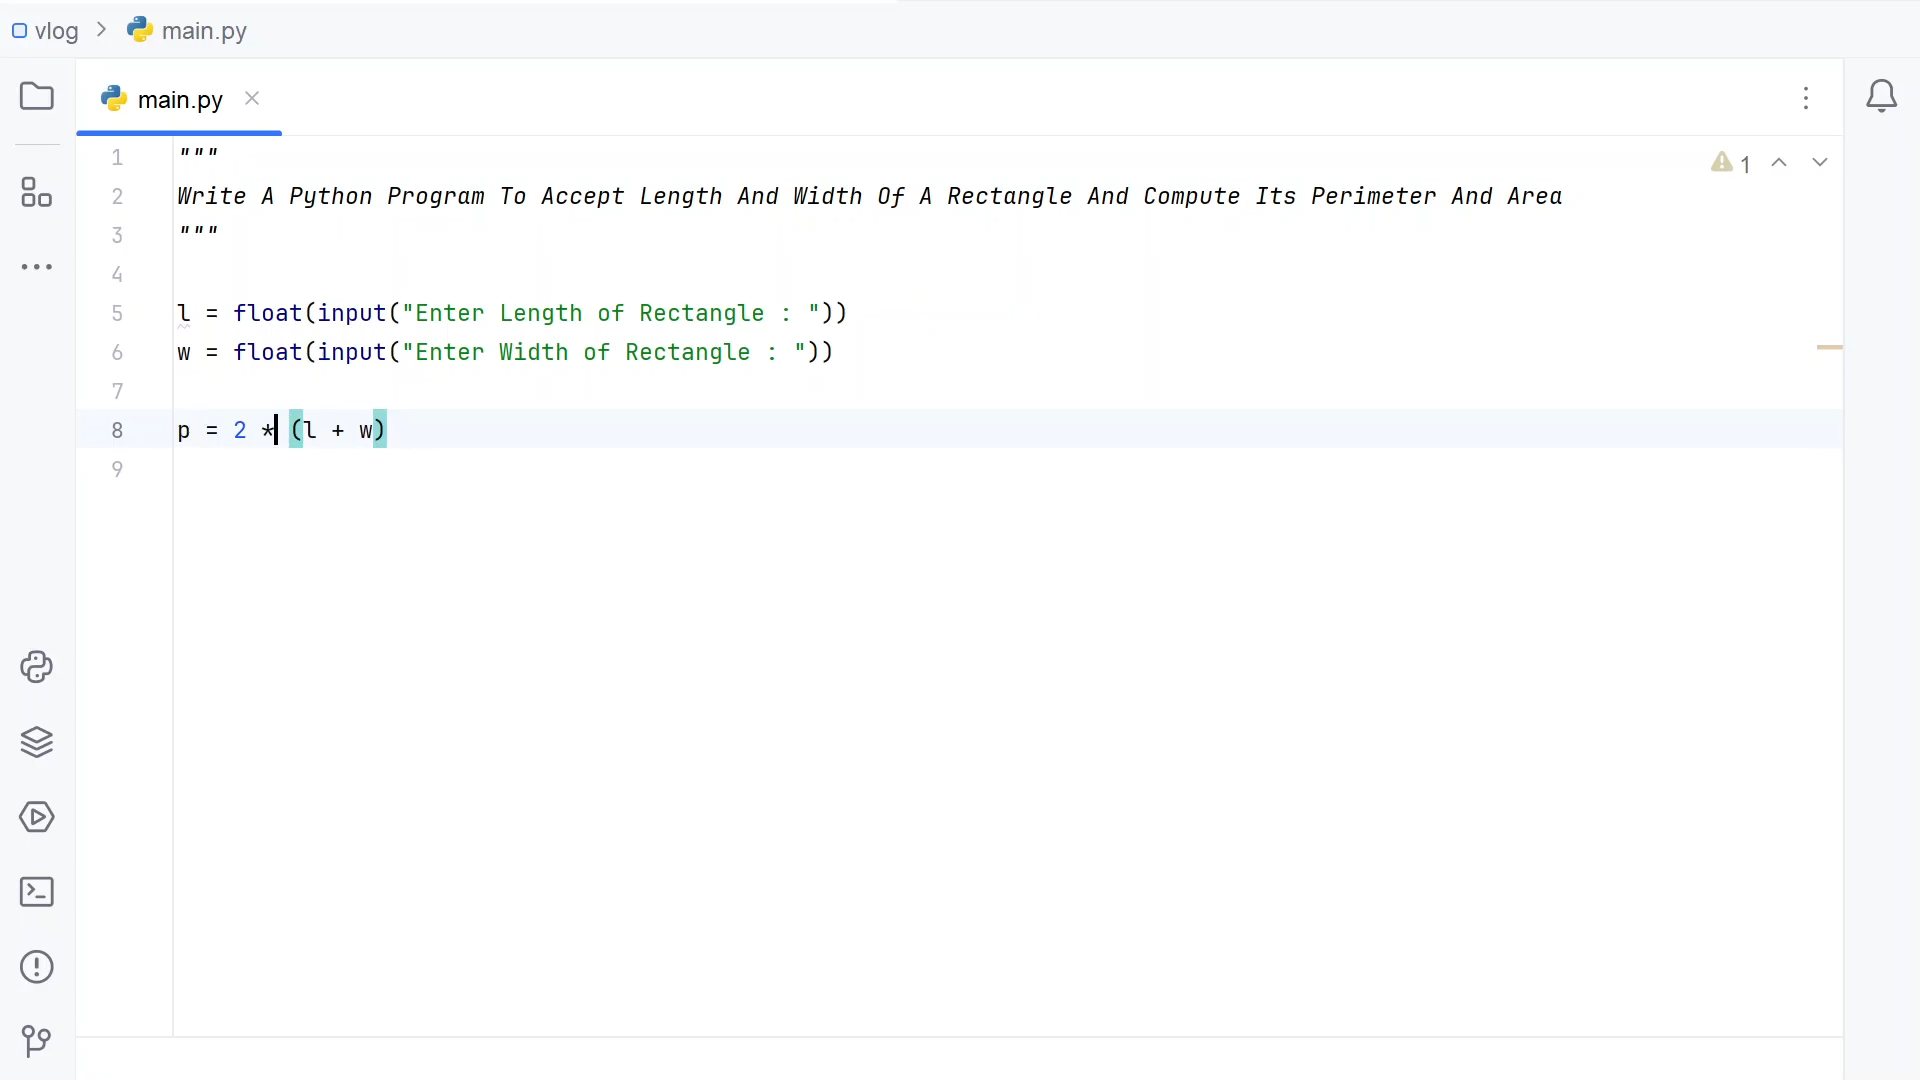 vlog > main.py
main.py
1 """
2 Write A Python Program To Accept Length And Width Of A Rectangle And Compute Its Perimeter And Area
3 """
4
5 l = float(input("Enter Length of Rectangle : "))
6 w = float(input("Enter Width of Rectangle : "))
7
8 p = 2 * (l + w)
9
1